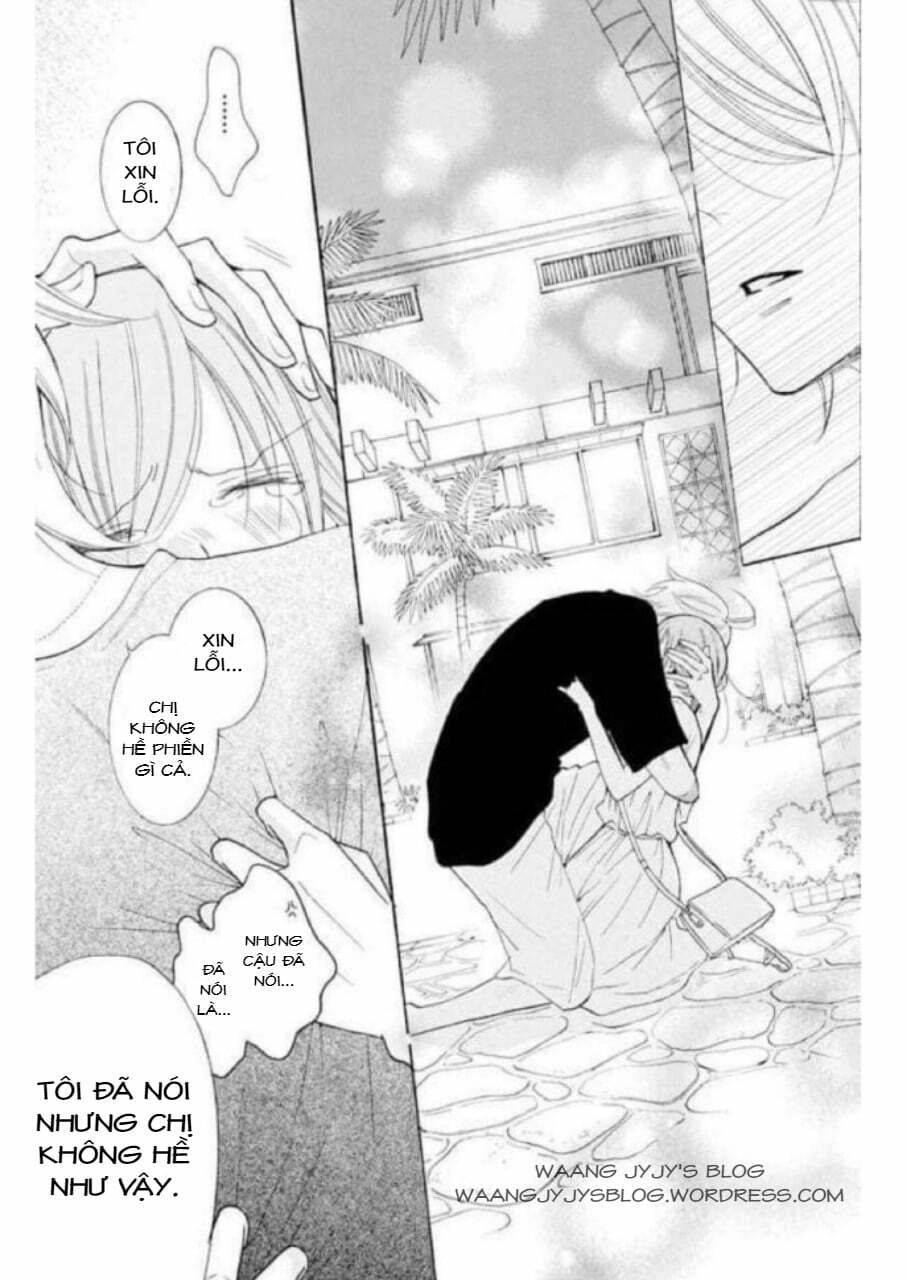 ........
TÔI
XIN
LỖI.
XIN
LỖI...
CHỊ
KHÔNG
HỀ PHIỀN
GÌ CẢ.
NHƯNG
CẬU ĐÃ
NÓI...
ĐÃ
NÓI
LÀ...
TÔI ĐÃ NÓI
NHƯNG CHỊ
KHÔNG HỀ
NHƯ VẬY.
WAANG JYJY'S BLOG
WAANGJYJYSBLOG.WORDPRESS.COM